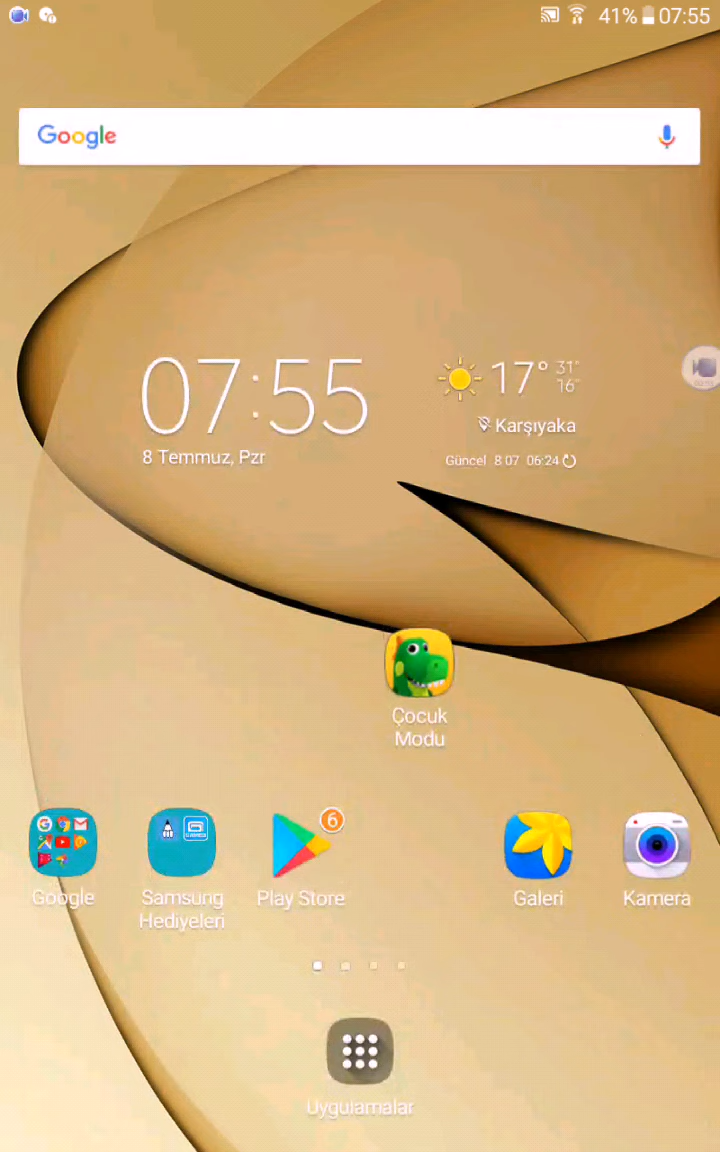 41% 07:55
Google
07:55
8 Temmuz, Pzr
17° 31°
16°
Karşıyaka
Güncel 8 07 06:24
Çocuk
Modu
6
Google
Samsung
Hediyeleri
Play Store
Galeri
Kamera
Uygulamalar